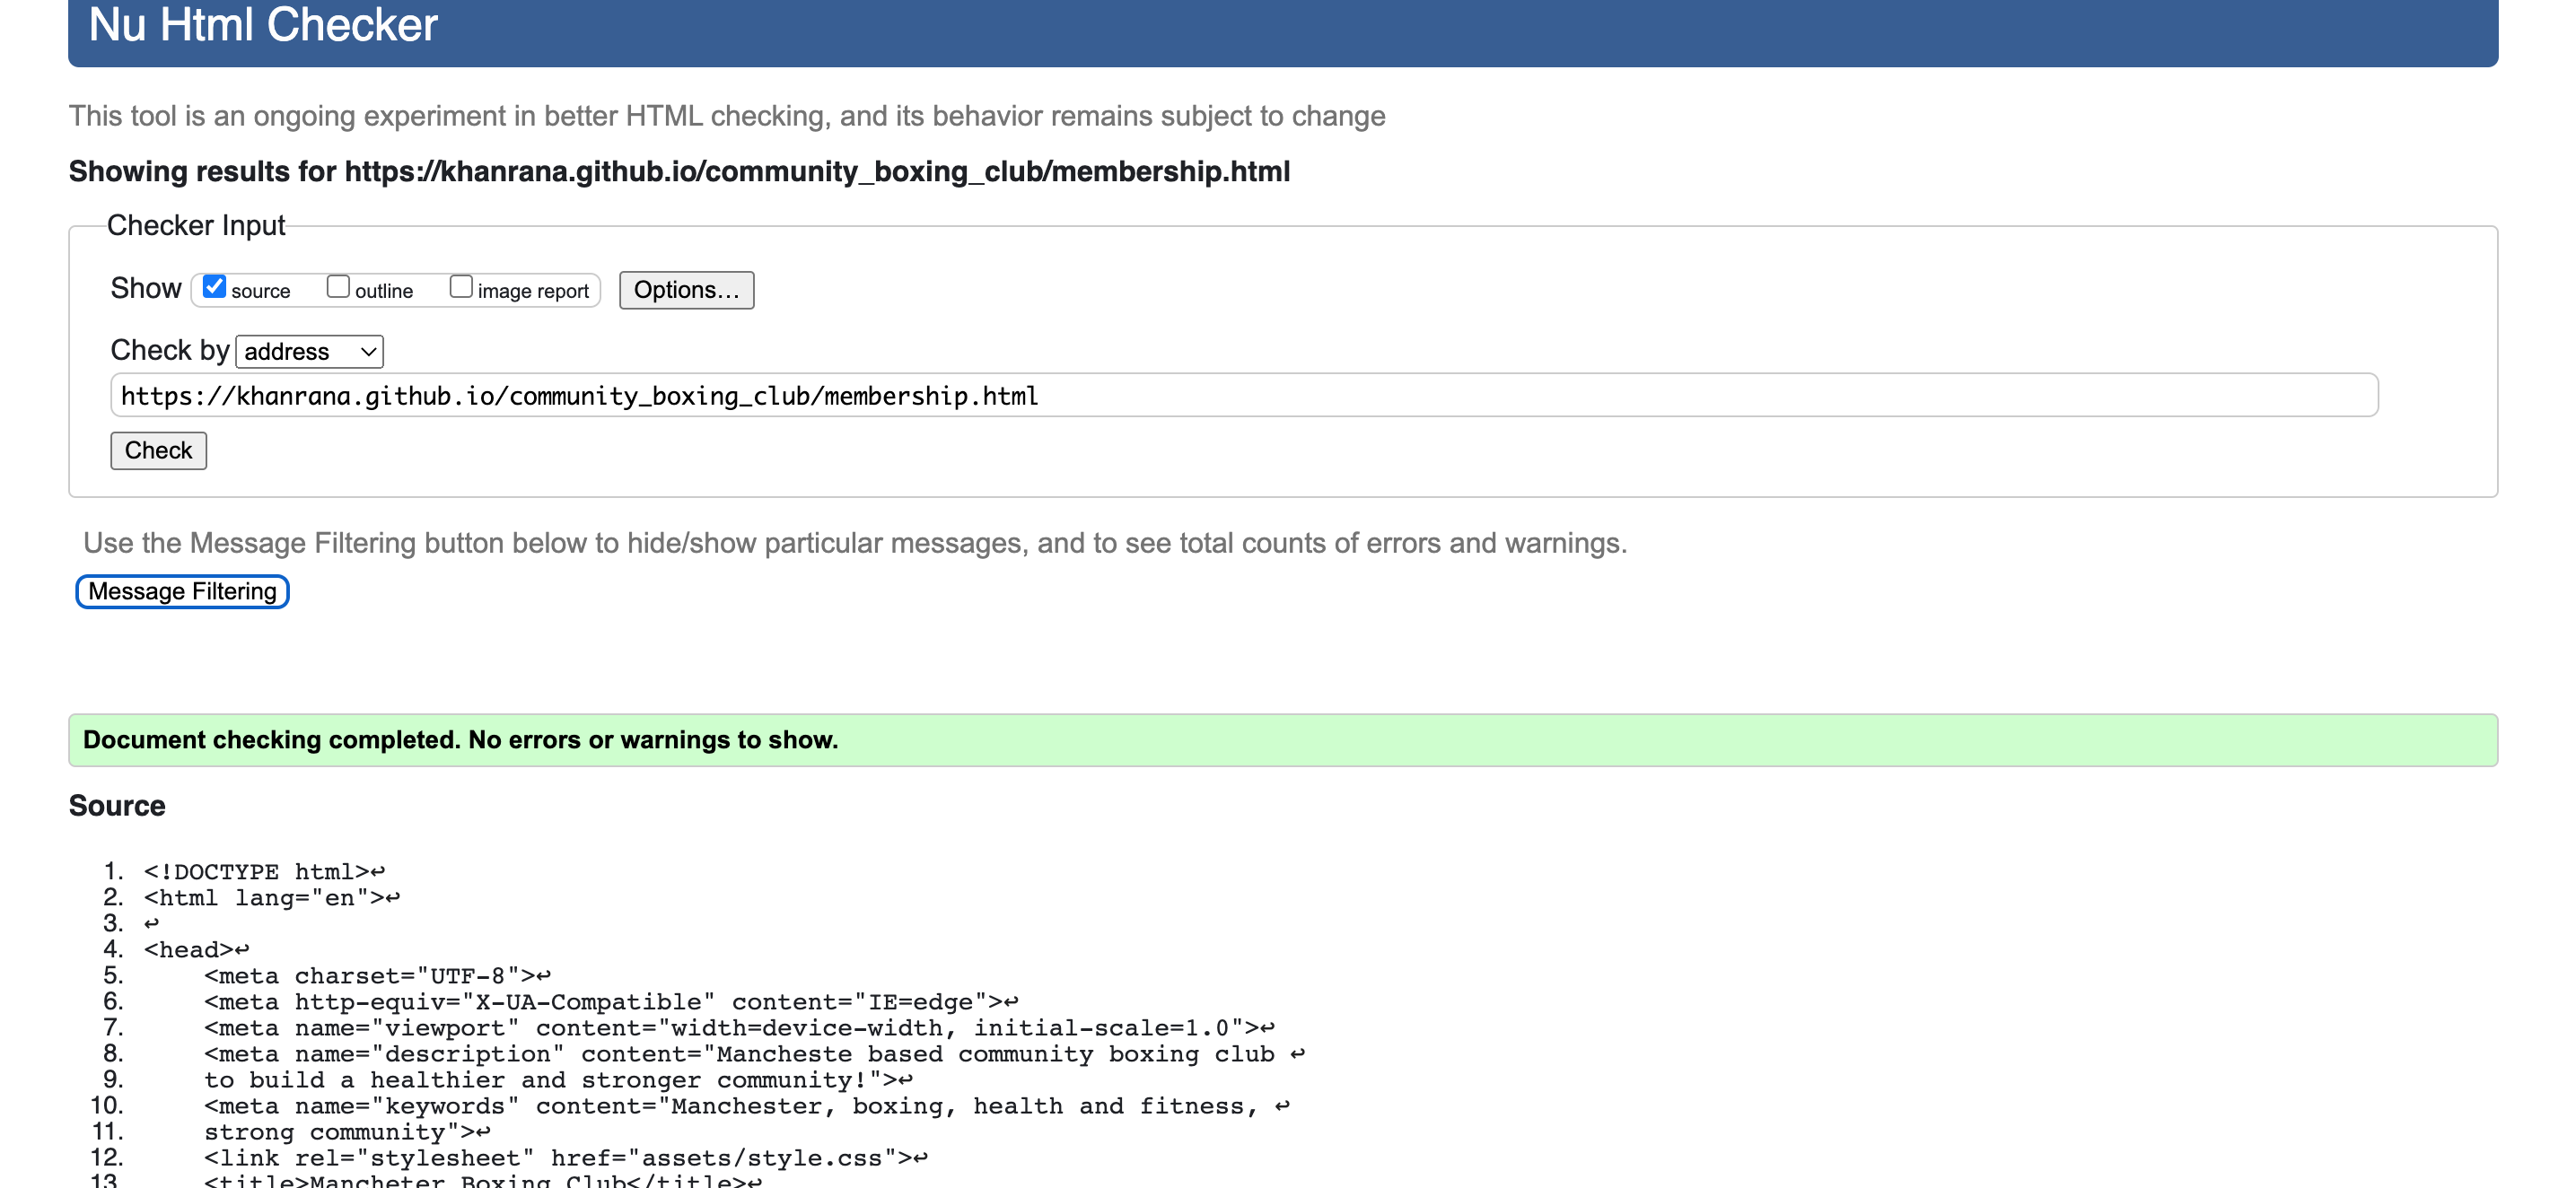 Nu Html Checker
This tool is an ongoing experiment in better HTML checking, and its behavior remains subject to change
Showing results for https://khanrana.github.io/community_boxing_club/membership.html
Checker Input
Show source outline image report Options...
Check by address
https://khanrana.github.io/community_boxing_club/membership.html
Check
Use the Message Filtering button below to hide/show particular messages, and to see total counts of errors and warnings.
Message Filtering
Document checking completed. No errors or warnings to show.
Source
1. <!DOCTYPE html>↩
2. <html lang="en">↩
3. ↩
4. <head>↩
5. <meta charset="UTF-8">↩
6. <meta http-equiv="X-UA-Compatible" content="IE=edge">↩
7. <meta name="viewport" content="width=device-width, initial-scale=1.0">↩
8. <meta name="description" content="Mancheste based community boxing club ↩
9. to build a healthier and stronger community!">↩
10. <meta name="keywords" content="Manchester, boxing, health and fitness, ↩
11. strong community">↩
12. <link rel="stylesheet" href="assets/style.css">↩
13. <title>Mancheter Boxing Club</title>↩